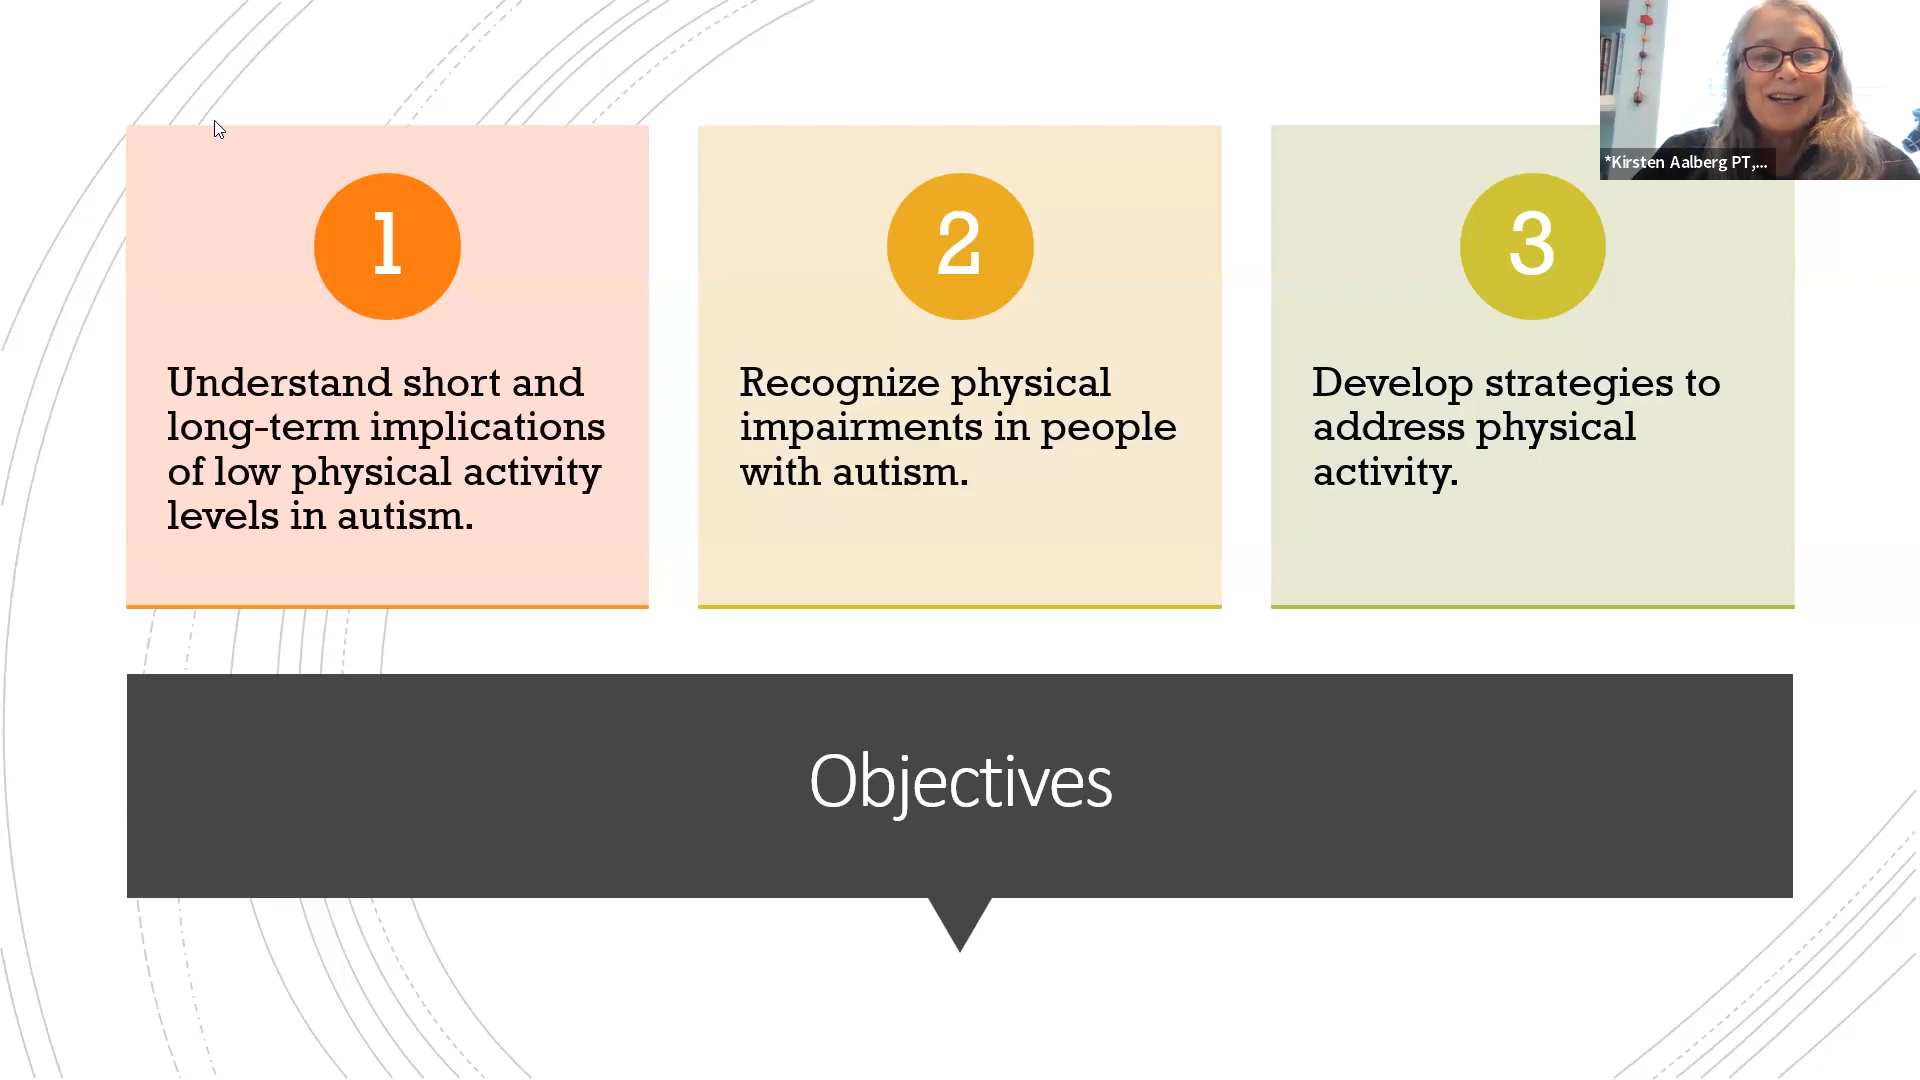 *Kirsten Aalberg PT,...
1
Understand short and
long-term implications
of low physical activity
levels in autism.
2
Recognize physical
impairments in people
with autism.
3
Develop strategies to
address physical
activity.
Objectives